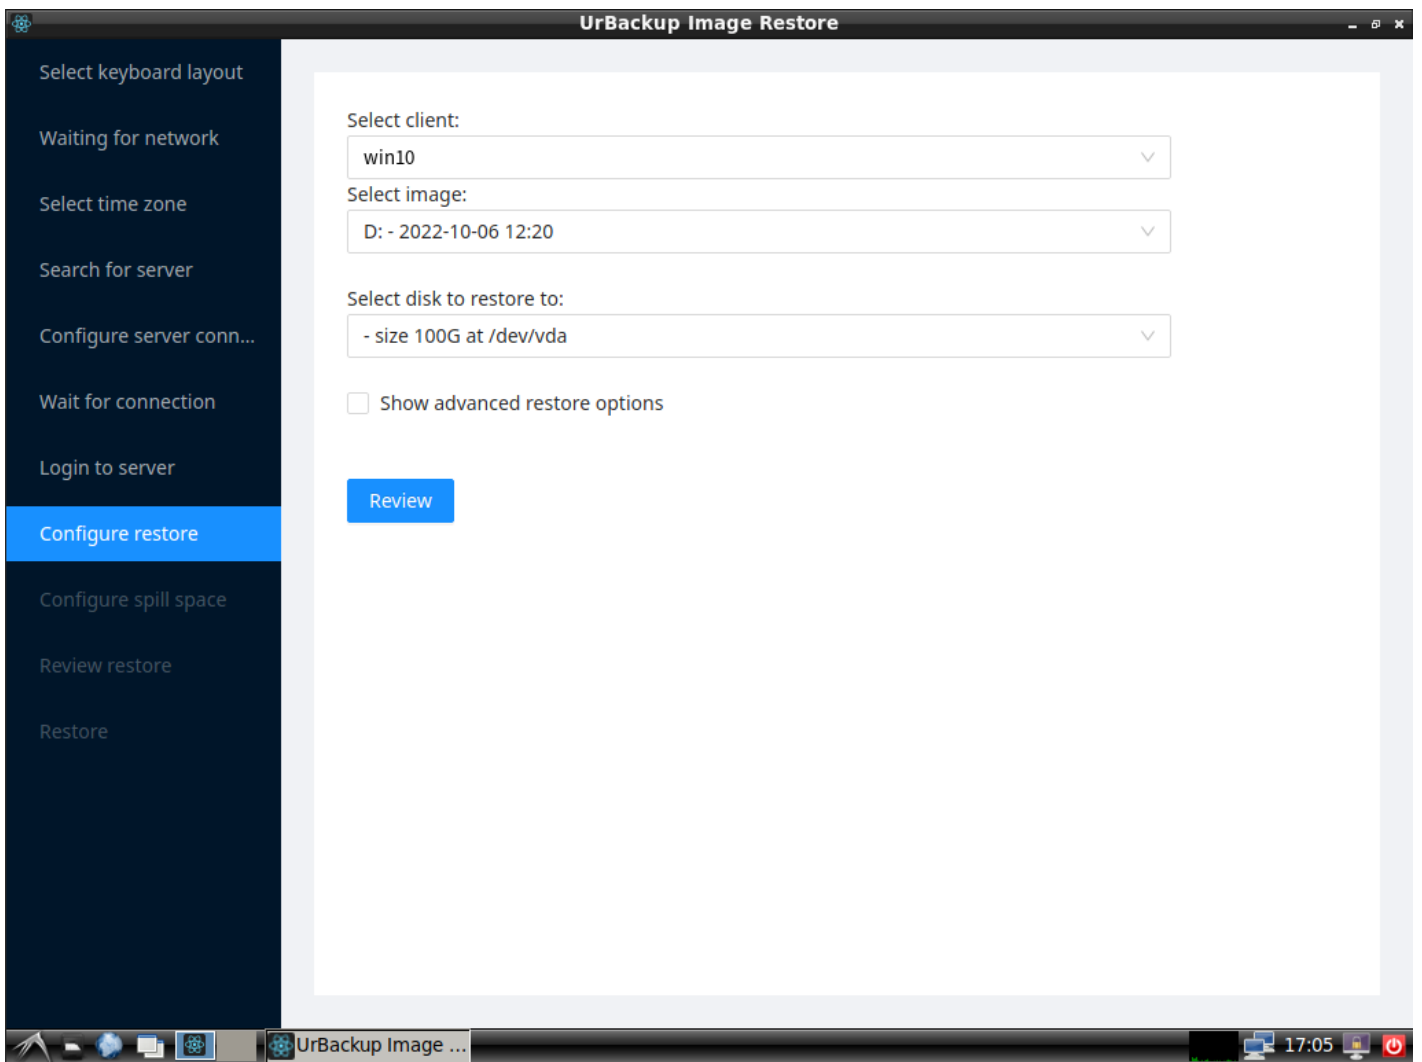 UrBackup Image Restore
Select keyboard layout
Waiting for network
Select time zone
Search for server
Configure server conn...
Wait for connection
Login to server
Configure restore
Configure spill space
Review restore
Restore
Select client:
win10
Select image:
D: - 2022-10-06 12:20
Select disk to restore to:
- size 100G at /dev/vda
Show advanced restore options
Review
UrBackup Image ...
17:05